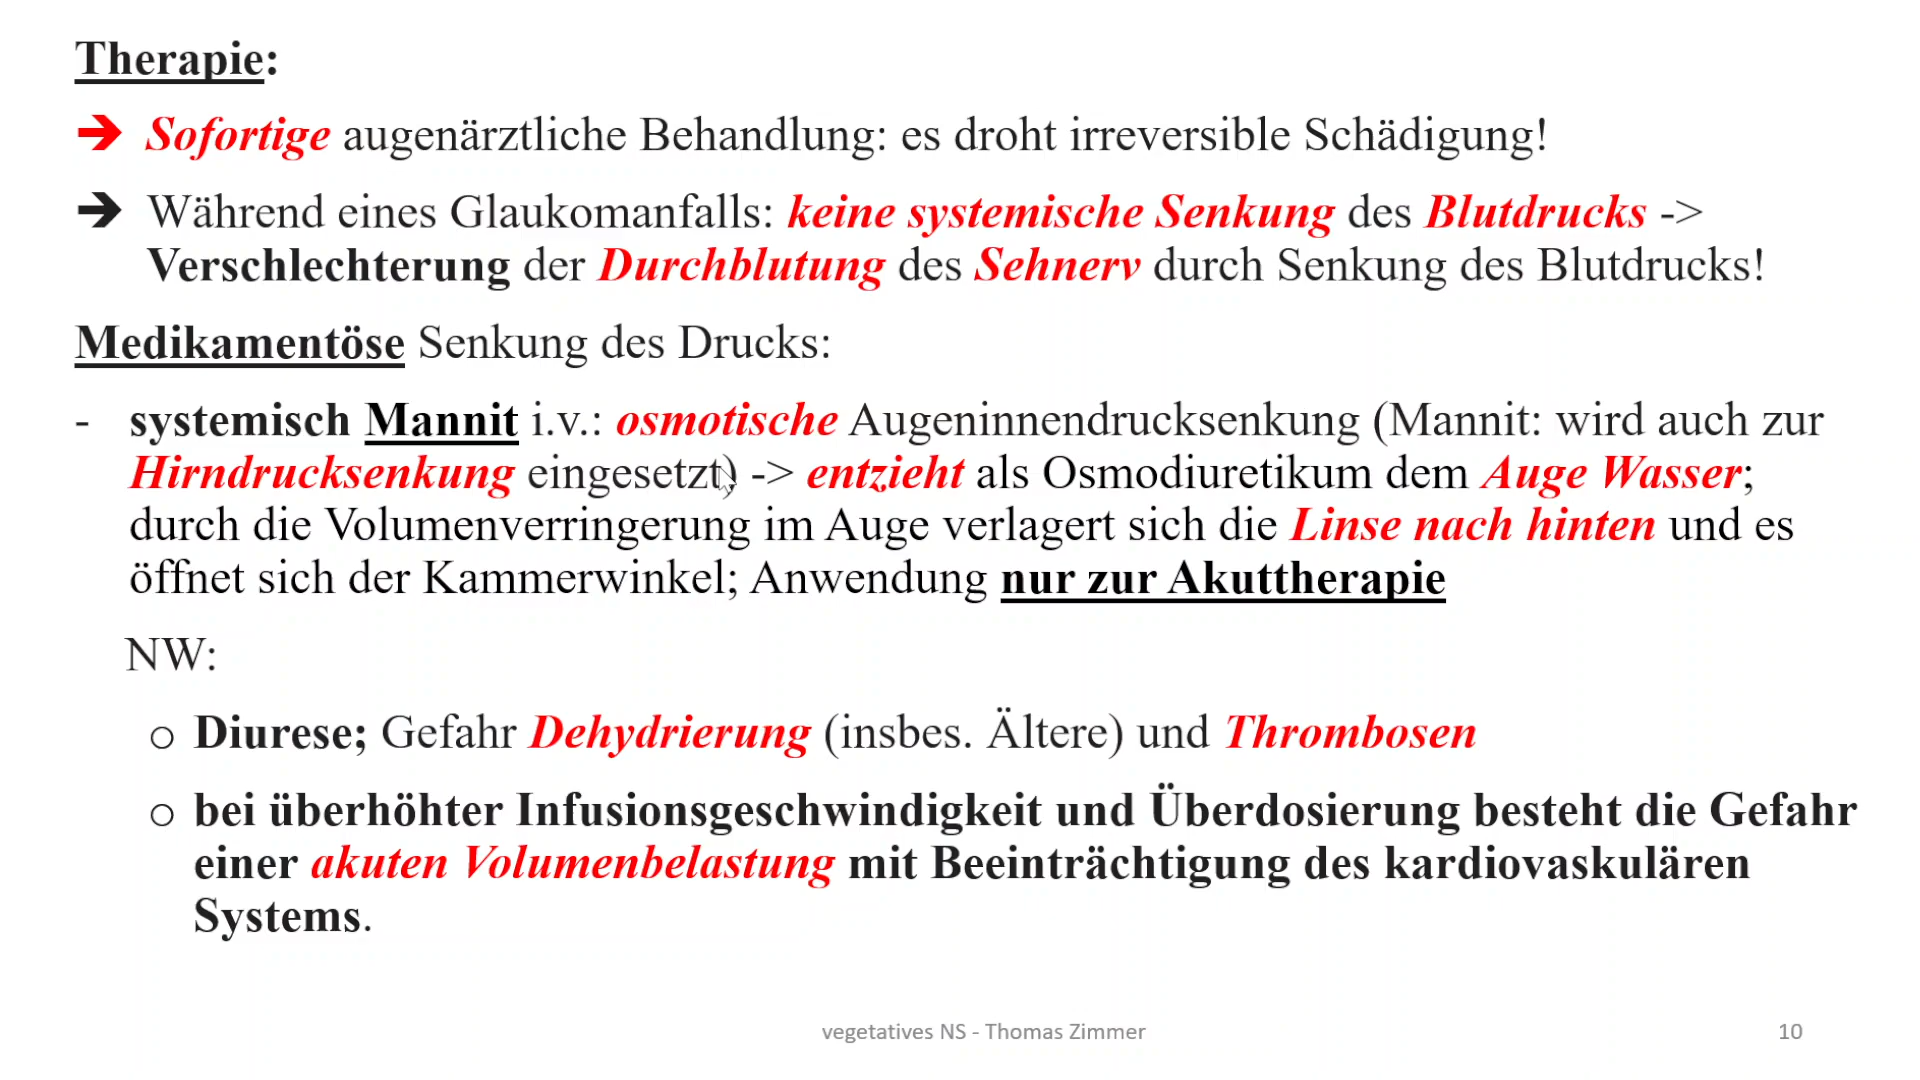 Therapie:
➔ Sofortige augenärztliche Behandlung: es droht irreversible Schädigung!
➔ Während eines Glaukomanfalls: keine systemische Senkung des Blutdrucks ->
Verschlechterung der Durchblutung des Sehnerv durch Senkung des Blutdrucks!
Medikamentöse Senkung des Drucks:
- systemisch Mannit i.v.: osmotische Augeninnendrucksenkung (Mannit: wird auch zur
Hirndrucksenkung eingesetzt) -> entzieht als Osmodiuretikum dem Auge Wasser;
durch die Volumenverringerung im Auge verlagert sich die Linse nach hinten und es
öffnet sich der Kammerwinkel; Anwendung nur zur Akuttherapie
NW:
o Diurese; Gefahr Dehydrierung (insbes. Ältere) und Thrombosen
o bei überhöhter Infusionsgeschwindigkeit und Überdosierung besteht die Gefahr
einer akuten Volumenbelastung mit Beeinträchtigung des kardiovaskulären
Systems.
vegetatives NS - Thomas Zimmer
10